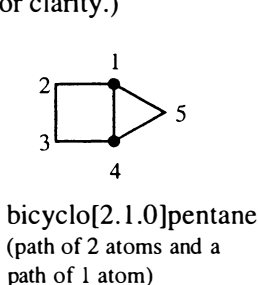 or clarity.)
1
2
5
3
4
bicyclo[2.1.0]pentane
(path of 2 atoms and a
path of 1 atom)